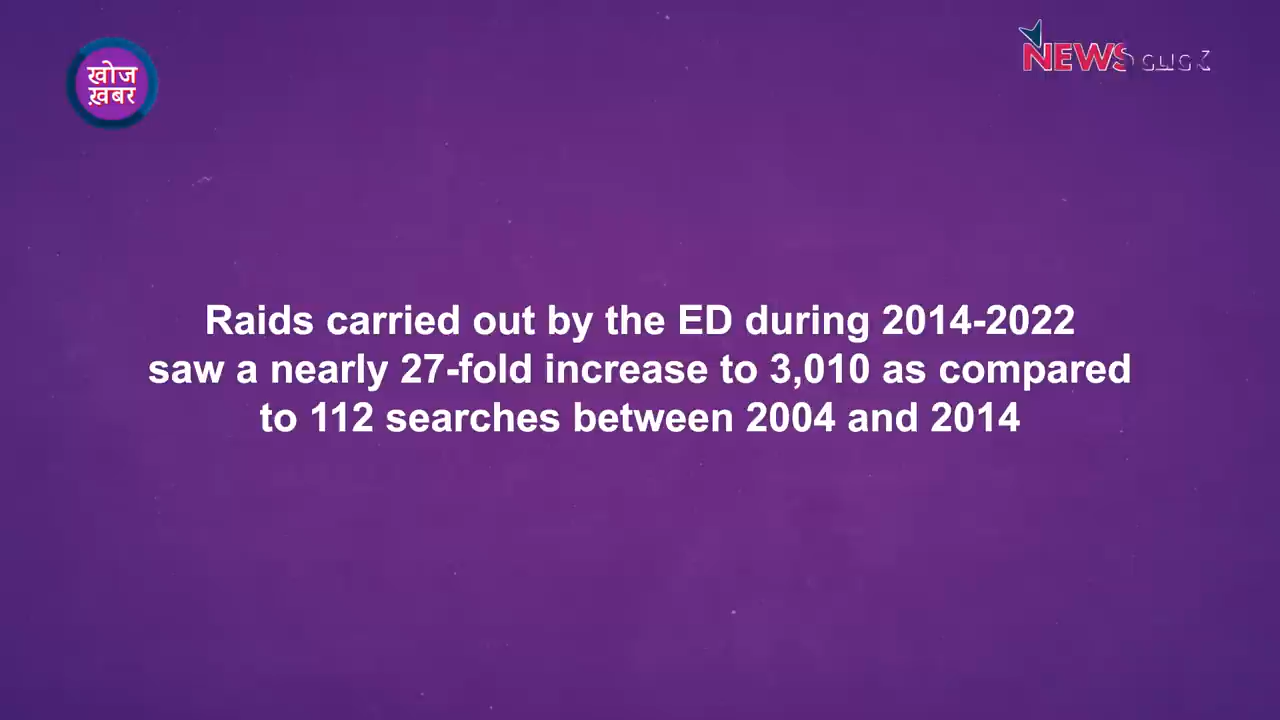 खोज
ख़बर
NEWS
Raids carried out by the ED during 2014-2022
saw a nearly 27-fold increase to 3,010 as compared
to 112 searches between 2004 and 2014